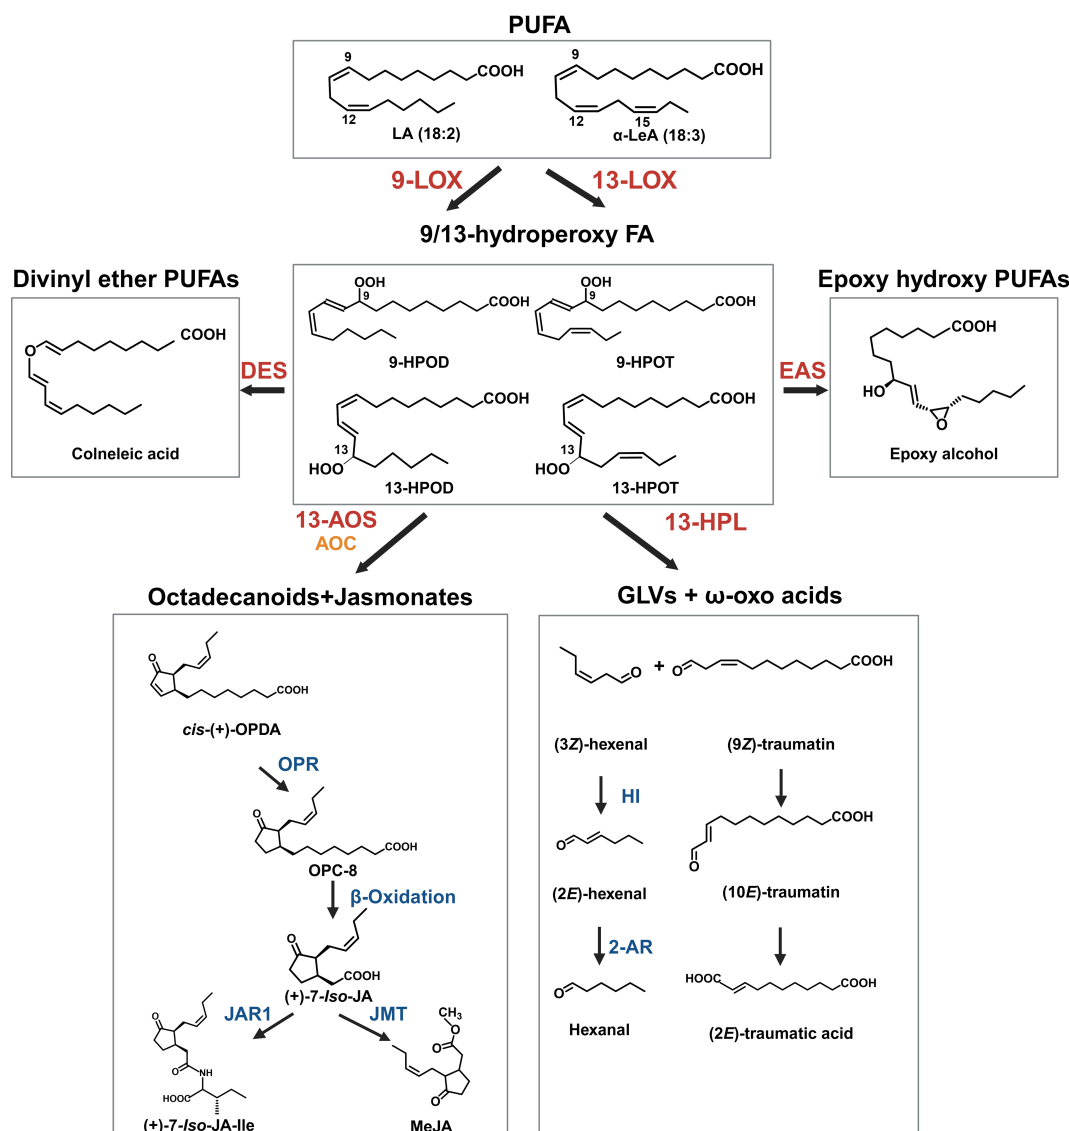 PUFA
9
COOH
12
LA (18:2)
9
COOH
12
15
α-LeA (18:3)
9-LOX
13-LOX
9/13-hydroperoxy FA
Divinyl ether PUFAs
Epoxy hydroxy PUFAs
O
COOH
Colneleic acid
DES
OOH
9
COOH
9-HPOD
OOH
9
COOH
9-HPOT
COOH
13
HOO
13-HPOD
COOH
13
HOO
13-HPOT
EAS
COOH
HO
O
Epoxy alcohol
13-AOS
AOC
13-HPL
Octadecanoids+Jasmonates
GLVs + ω-oxo acids
O
COOH
cis-(+)-OPDA
OPR
O
COOH
OPC-8
β-Oxidation
O
COOH
(+)-7-Iso-JA
JAR1
JMT
O
O
NH
HOOC
(+)-7-Iso-JA-Ile
CH3
O
O
O
MeJA
O
+
O
COOH
(3Z)-hexenal
(9Z)-traumatin
HI
O
COOH
O
(2E)-hexenal
(10E)-traumatin
2-AR
O
HOOC
COOH
Hexanal
(2E)-traumatic acid